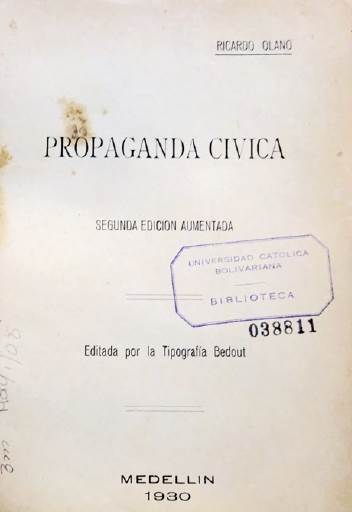 RICARDO OLANO
PROPAGANDA CIVICA
SEGUNDA EDICION AUMENTADA
UNIVERSIDAD CATOLICA
BOLIVARIANA
BIBLIOTECA
038811
Editada por la Tipografía Bedout
MEDELLIN
1930